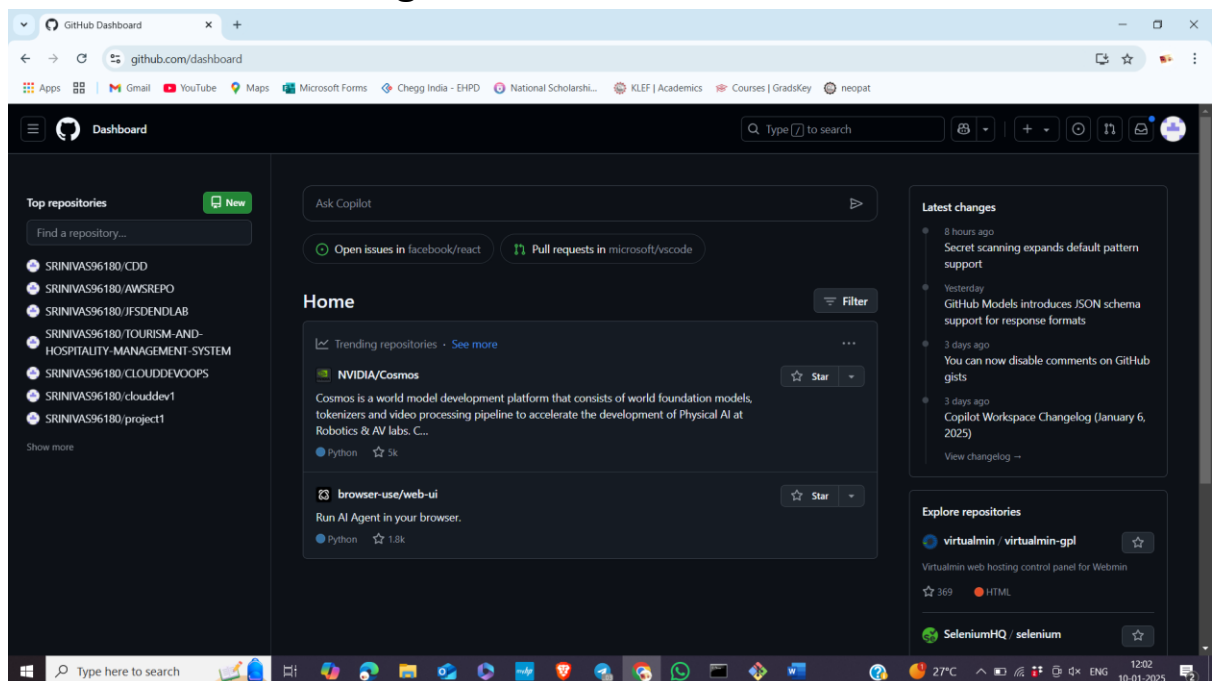 GitHub Dashboard
github.com/dashboard
Apps Gmail YouTube Maps Microsoft Forms Chegg India - EHPD National Scholarshi... KLEF | Academics Courses | GradsKey neopat
Dashboard
Type / to search
Top repositories
New
Find a repository...
SRINIVAS96180/CDD
SRINIVAS96180/AWSREPO
SRINIVAS96180/JFSDENDLAB
SRINIVAS96180/TOURISM-AND-
HOSPITALITY-MANAGEMENT-SYSTEM
SRINIVAS96180/CLOUDDEVOOPS
SRINIVAS96180/clouddev1
SRINIVAS96180/project1
Show more
Ask Copilot
Open issues in facebook/react
Pull requests in microsoft/vscode
Home
Filter
Trending repositories · See more
NVIDIA/Cosmos
Star
Cosmos is a world model development platform that consists of world foundation models,
tokenizers and video processing pipeline to accelerate the development of Physical AI at
Robotics & AV labs. C...
Python 5k
browser-use/web-ui
Star
Run AI Agent in your browser.
Python 1.8k
Latest changes
8 hours ago
Secret scanning expands default pattern
support
Yesterday
GitHub Models introduces JSON schema
support for response formats
3 days ago
You can now disable comments on GitHub
gists
3 days ago
Copilot Workspace Changelog (January 6,
2025)
View changelog →
Explore repositories
virtualmin / virtualmin-gpl
Virtualmin web hosting control panel for Webmin
369 HTML
SeleniumHQ / selenium
Type here to search
27°C
ENG
12:02
10-01-2025